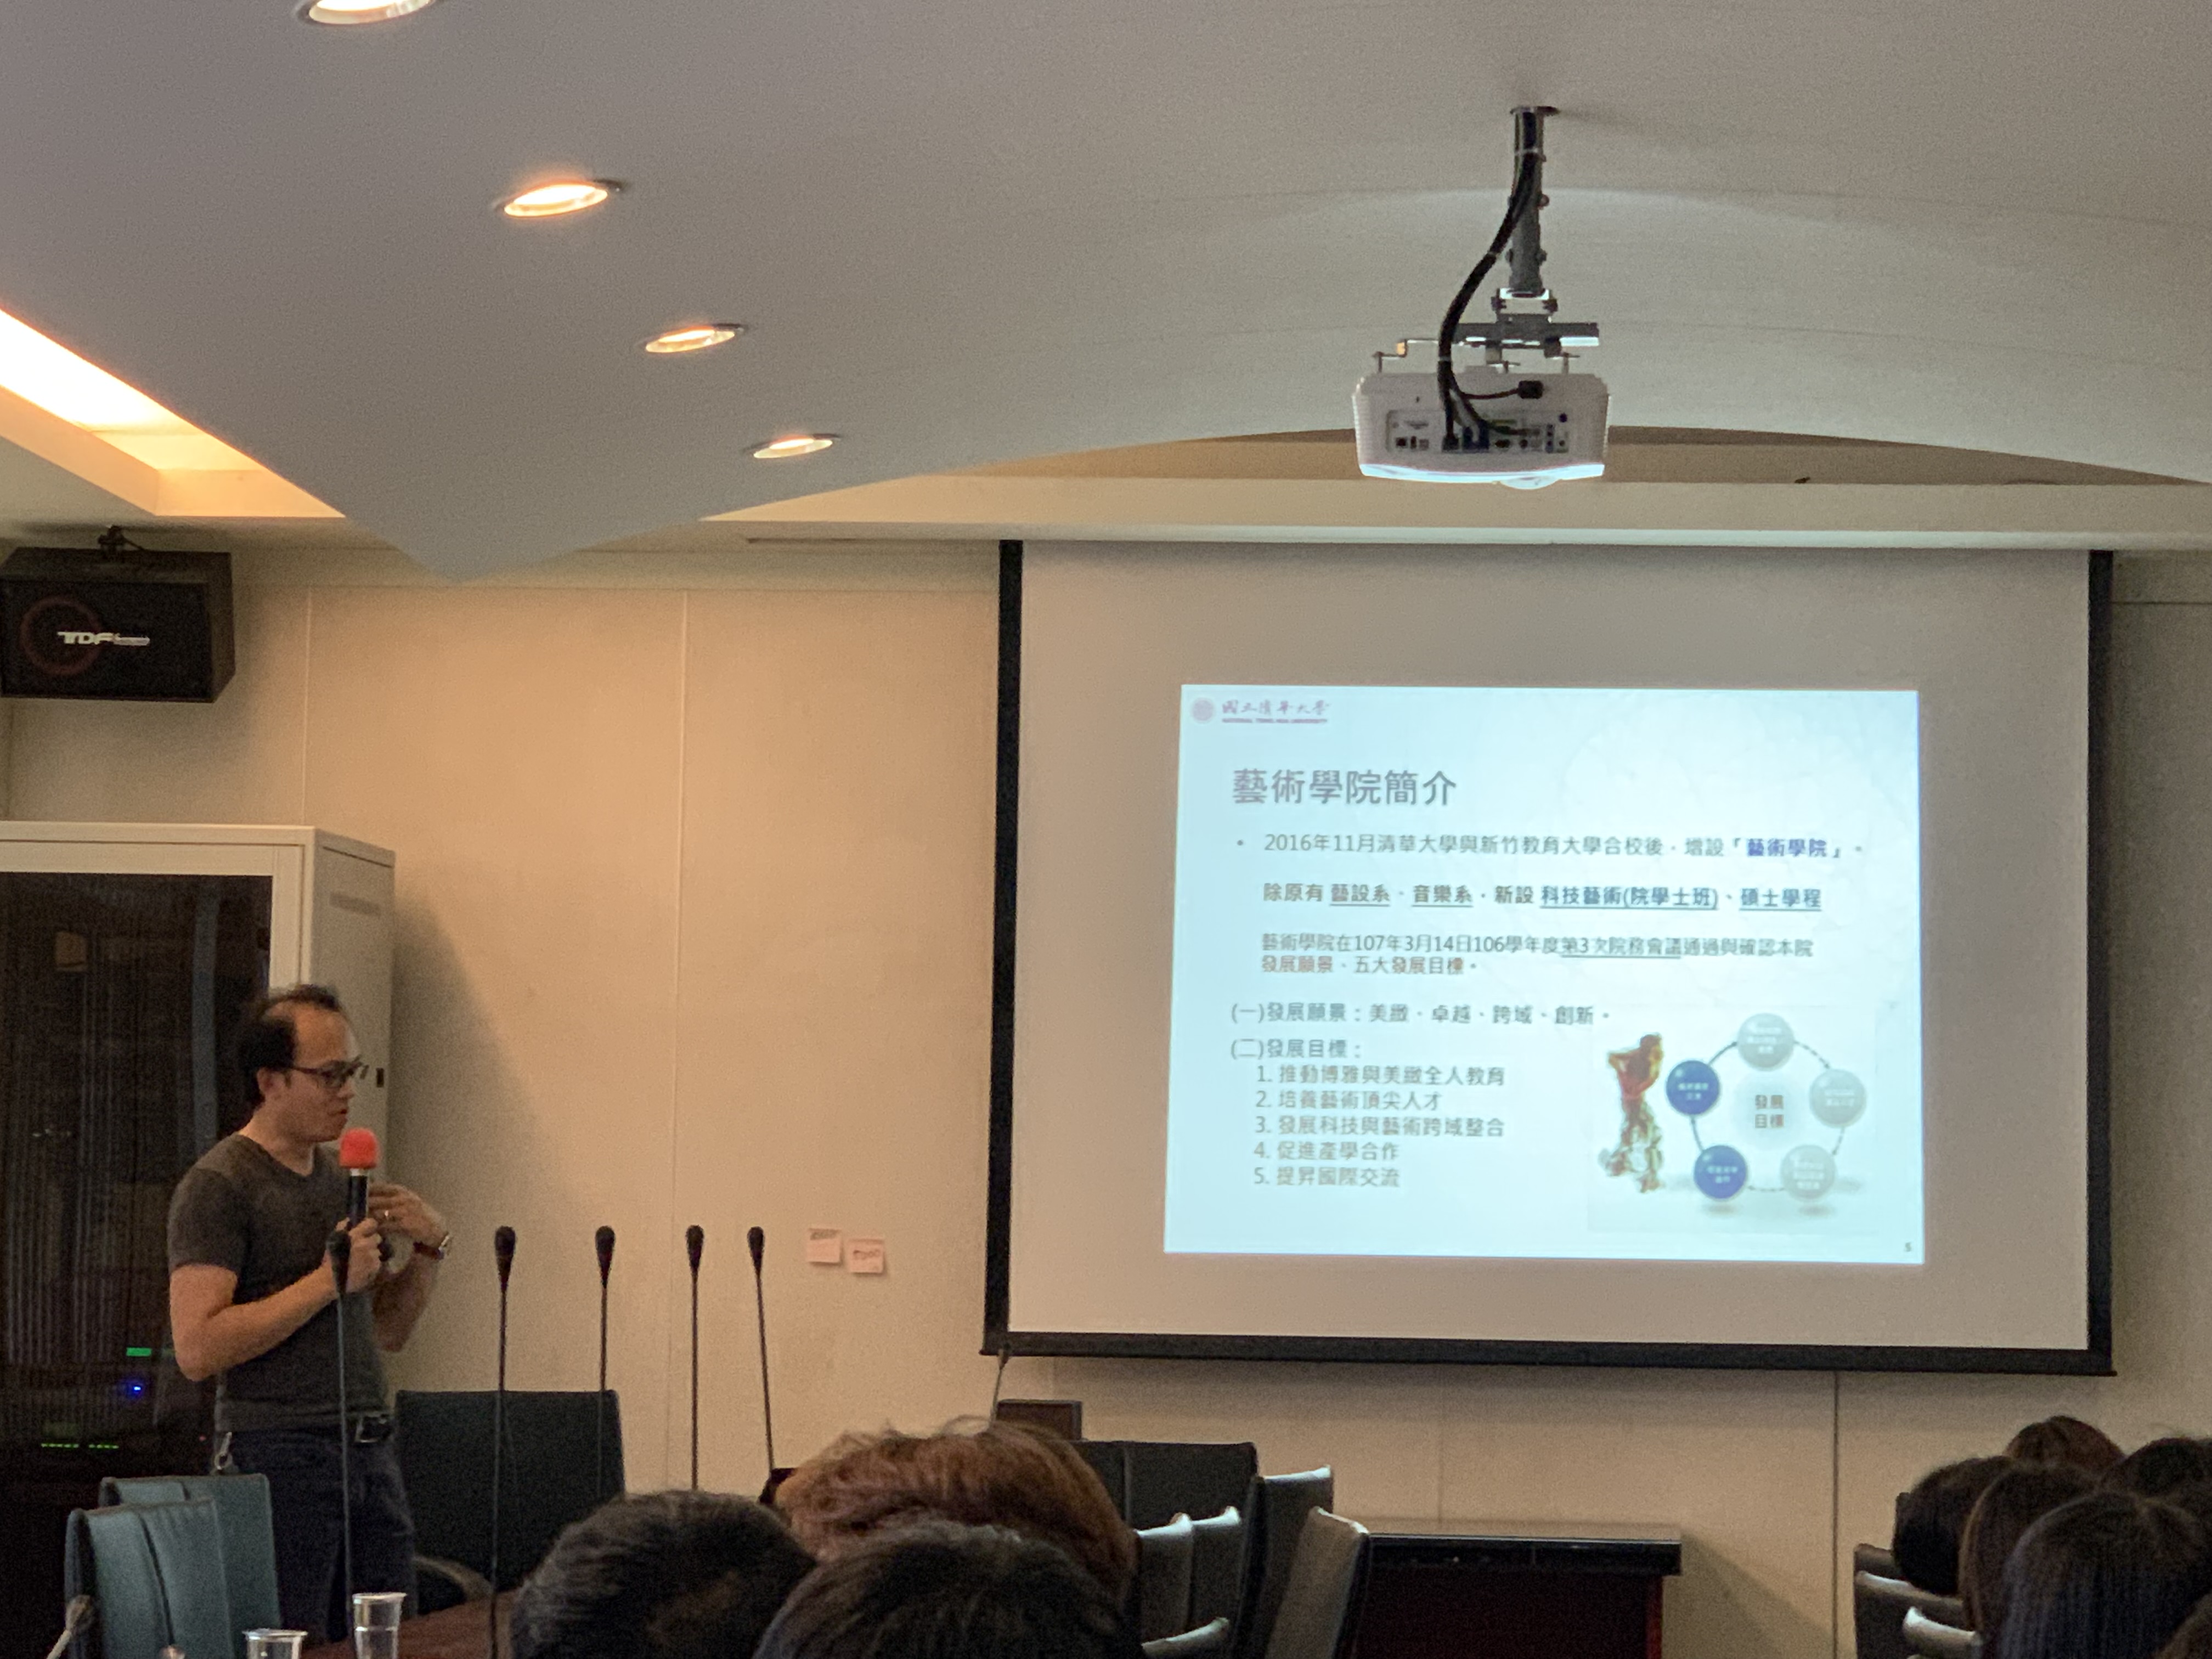 TDF
國立清華大學
NATIONAL TSING HUA UNIVERSITY
藝術學院簡介
• 2016年11月清華大學與新竹教育大學合校後，增設「藝術學院」。
除原有 藝設系、音樂系，新設 科技藝術(院學士班)、碩士學程
藝術學院在107年3月14日106學年度第3次院務會議通過與確認本院
發展願景、五大發展目標。
(一)發展願景：美緻、卓越、跨域、創新。
(二)發展目標：
1. 推動博雅與美緻全人教育
2. 培養藝術頂尖人才
3. 發展科技與藝術跨域整合
4. 促進產學合作
5. 提昇國際交流
發展
目標
5